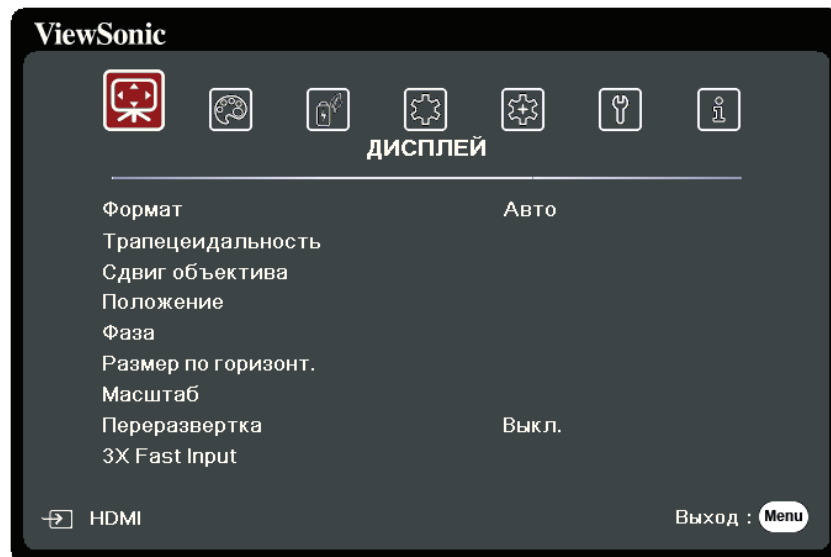 ViewSonic
ДИСПЛЕЙ
Формат Авто
Трапецеидальность
Сдвиг объектива
Положение
Фаза
Размер по горизонт.
Масштаб
Переразвертка Выкл.
3X Fast Input
HDMI Выход : Menu